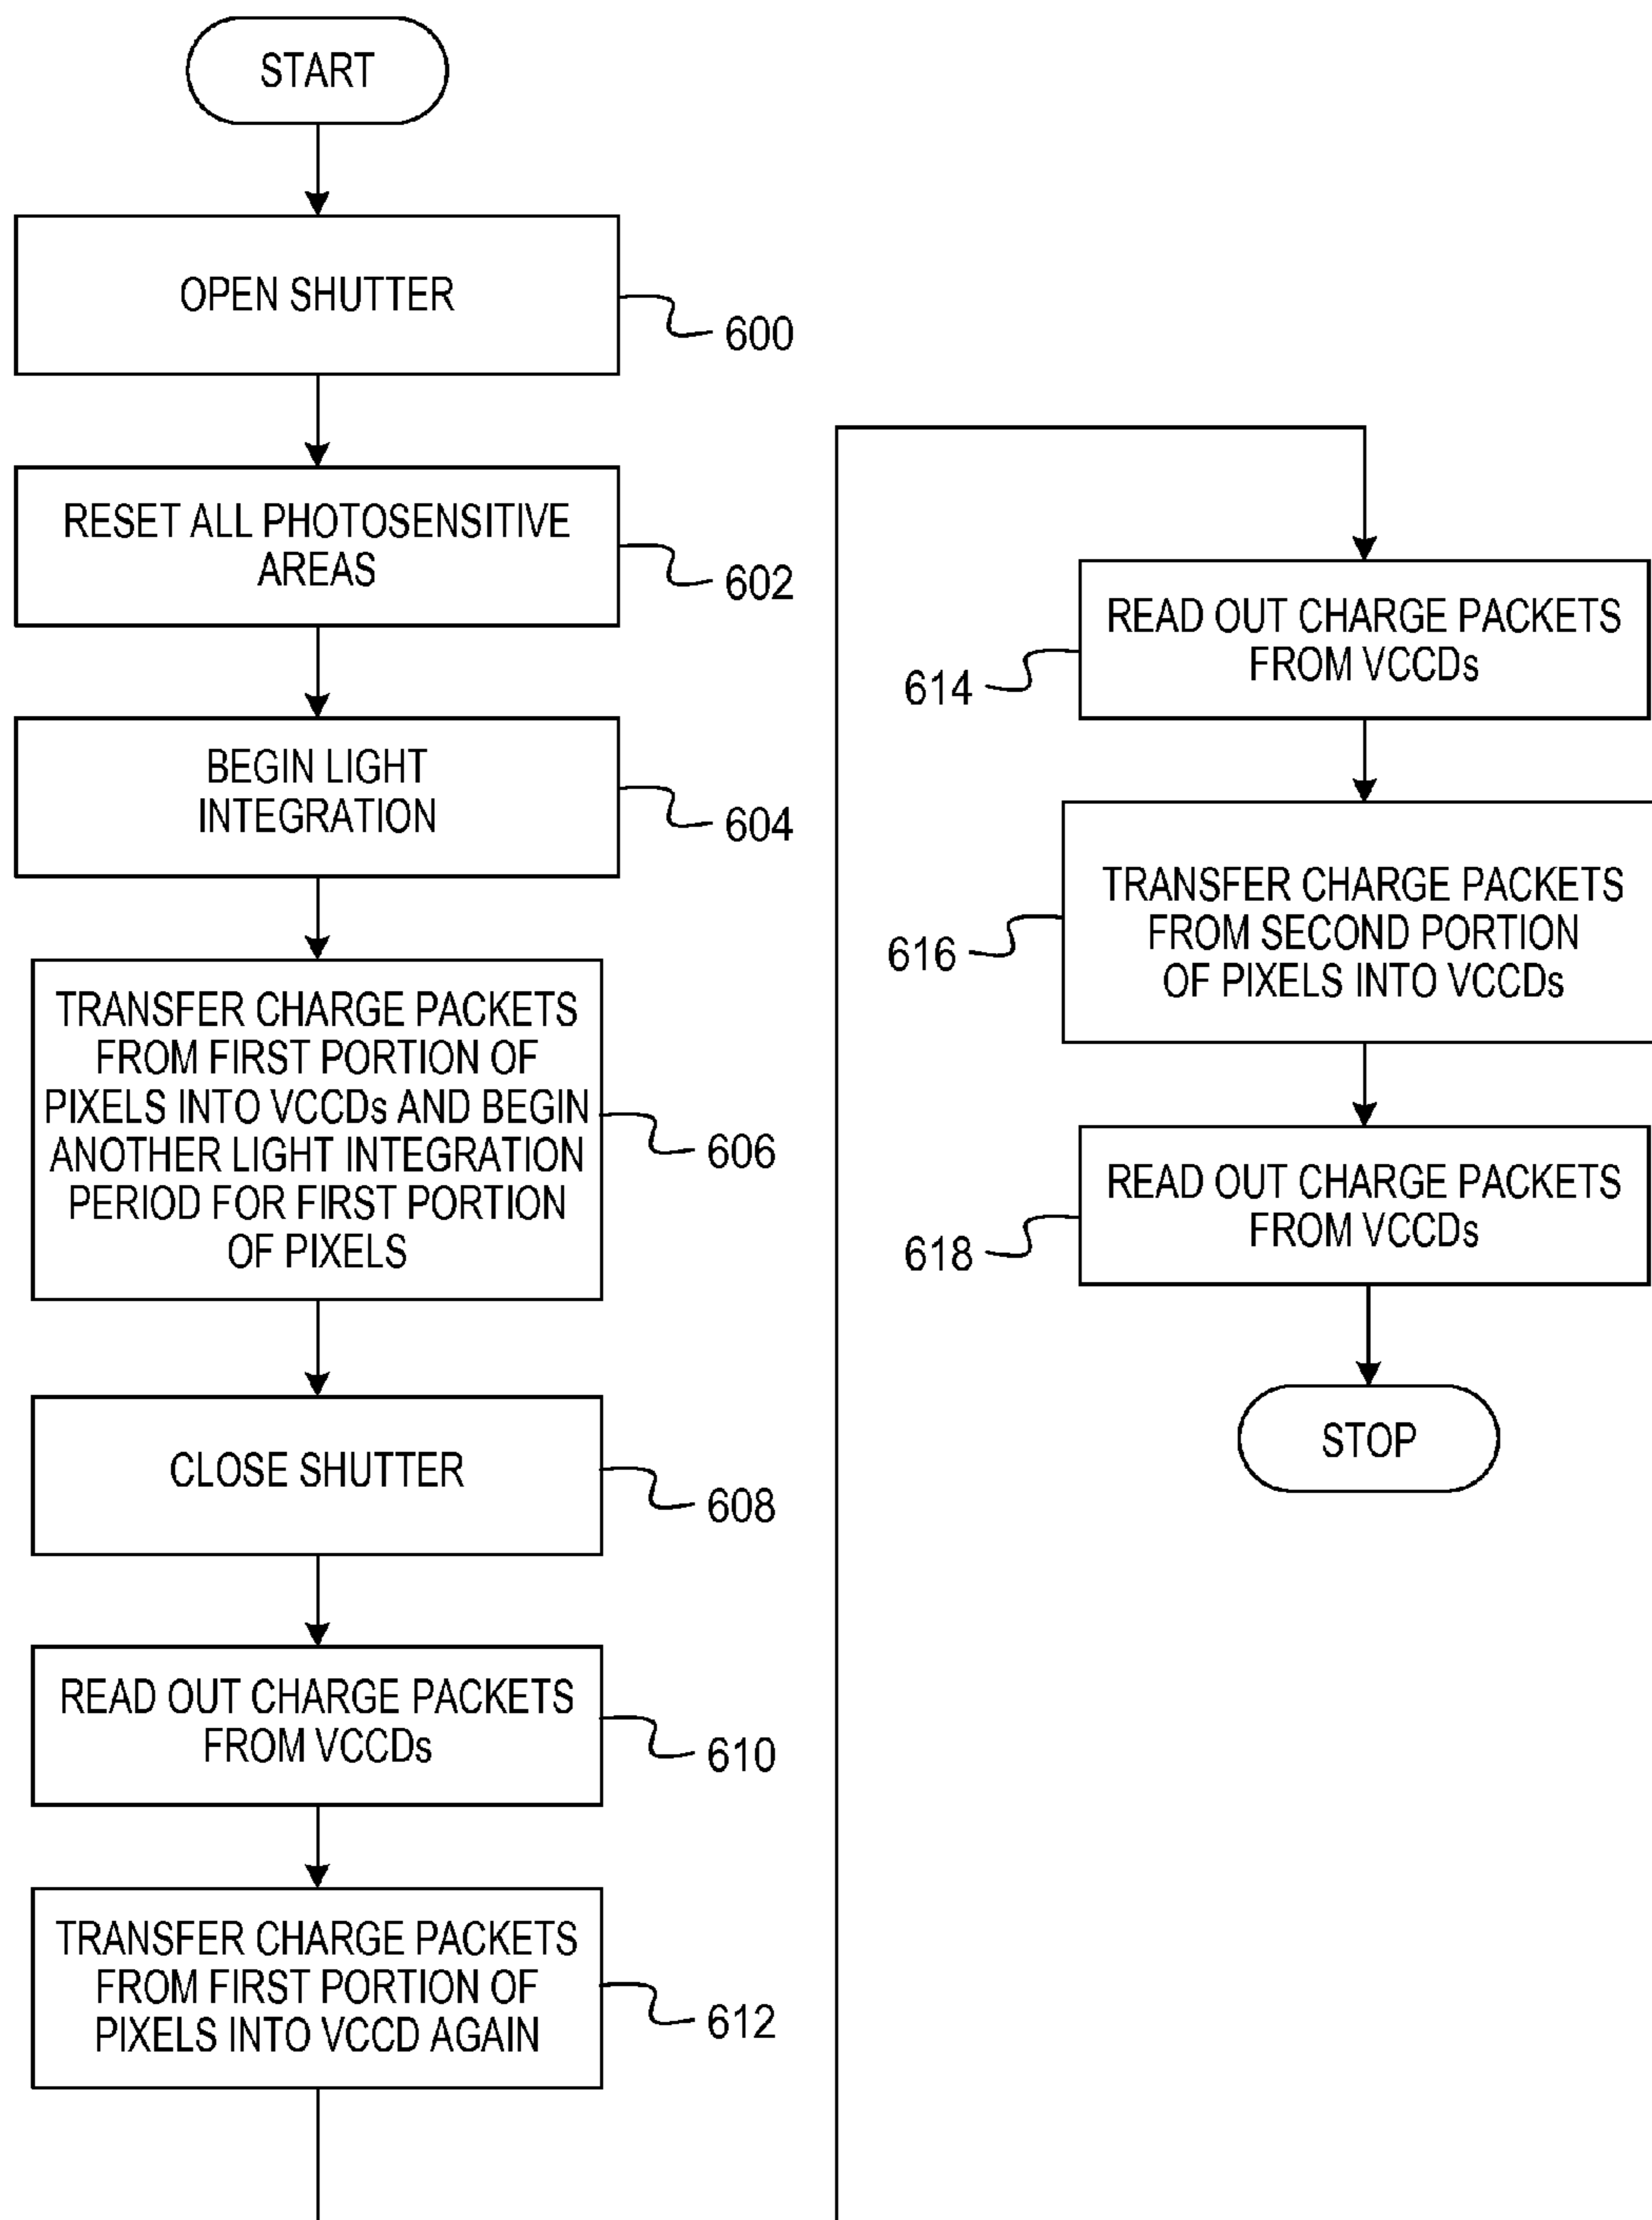 START
OPEN SHUTTER
600
RESET ALL PHOTOSENSITIVE
AREAS
602
BEGIN LIGHT
INTEGRATION
604
TRANSFER CHARGE PACKETS
FROM FIRST PORTION OF
PIXELS INTO VCCDs AND BEGIN
ANOTHER LIGHT INTEGRATION
PERIOD FOR FIRST PORTION
OF PIXELS
606
CLOSE SHUTTER
608
READ OUT CHARGE PACKETS
FROM VCCDs
610
TRANSFER CHARGE PACKETS
FROM FIRST PORTION OF
PIXELS INTO VCCD AGAIN
612
READ OUT CHARGE PACKETS
FROM VCCDs
614
TRANSFER CHARGE PACKETS
FROM SECOND PORTION
OF PIXELS INTO VCCDs
616
READ OUT CHARGE PACKETS
FROM VCCDs
618
STOP